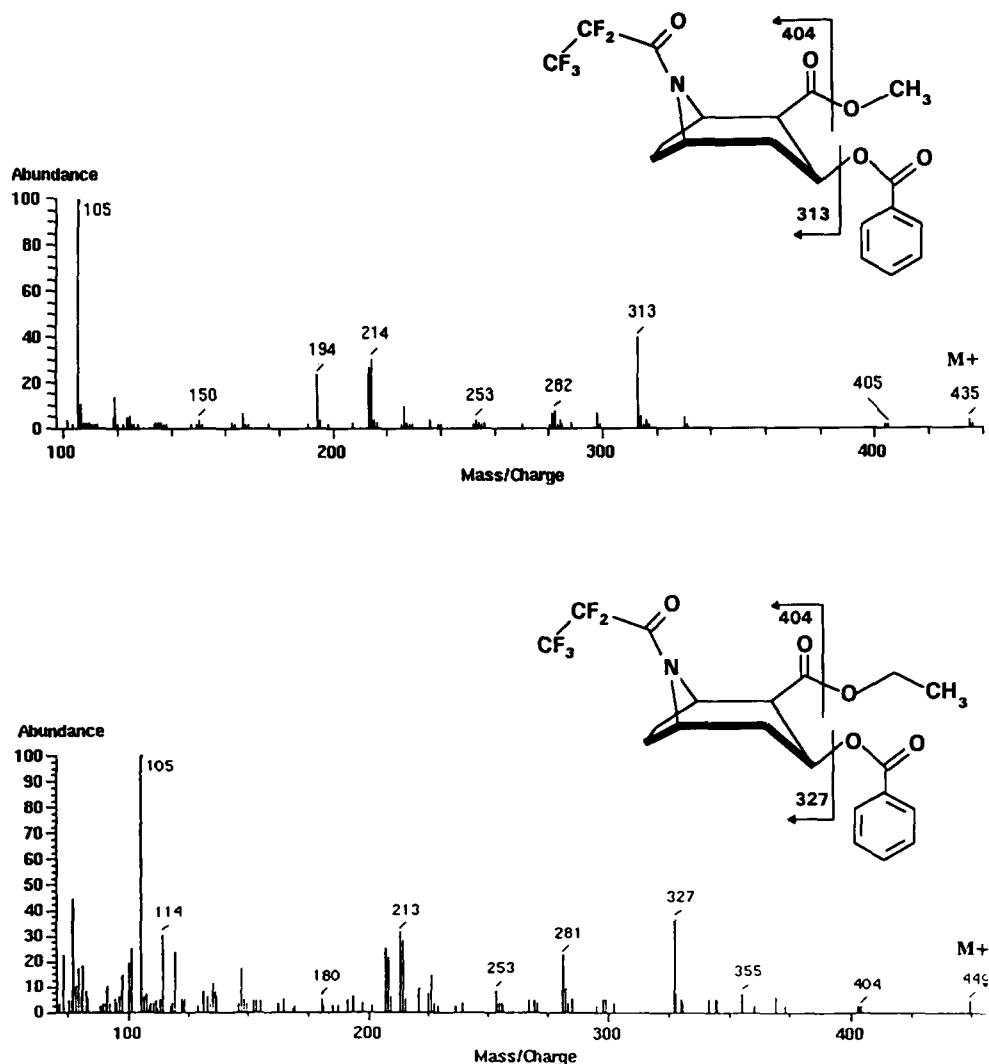 404
O
CF2
CF3
O
N
O
CH3
O
O
313
Abundance
100
80
60
40
20
0
105
150
194
214
253
282
313
405
M+
435
100
200
300
400
Mass/Charge
404
O
CF2
CF3
O
N
O
CH3
O
O
327
Abundance
100
90
80
70
60
50
40
30
20
10
0
105
114
180
213
253
281
327
355
404
M+
449
100
200
300
400
Mass/Charge